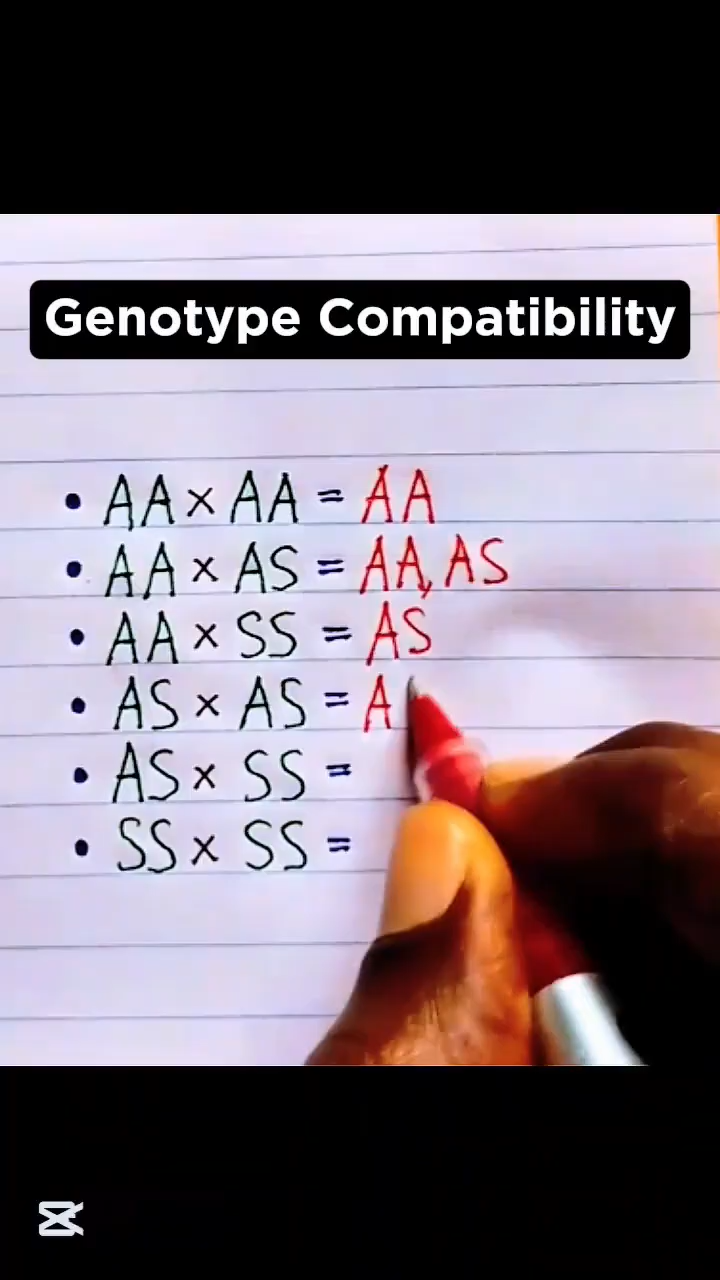 Genotype Compatibility
• AA × AA = AA
• AA × AS = AA, AS
• AA × SS = AS
• AS × AS = A
• AS × SS =
• SS × SS =